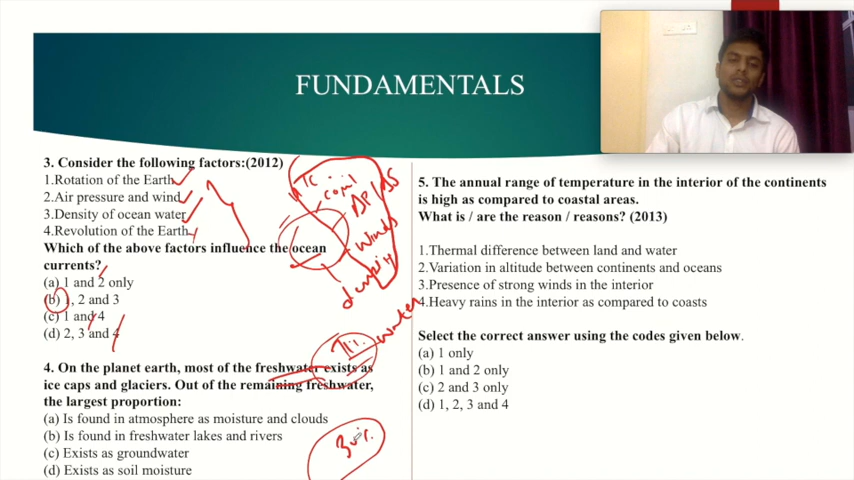 FUNDAMENTALS
3. Consider the following factors:(2012)
1.Rotation of the Earth
2.Air pressure and wind
3.Density of ocean water
4.Revolution of the Earth
Which of the above factors influence the ocean
currents?
(a) 1 and 2 only
(b) 1, 2 and 3
(c) 1 and 4
(d) 2, 3 and 4
4. On the planet earth, most of the freshwater exists as
ice caps and glaciers. Out of the remaining freshwater,
the largest proportion:
(a) Is found in atmosphere as moisture and clouds
(b) Is found in freshwater lakes and rivers
(c) Exists as groundwater
(d) Exists as soil moisture
winds
density
water
5. The annual range of temperature in the interior of the continents
is high as compared to coastal areas.
What is / are the reason / reasons? (2013)
1.Thermal difference between land and water
2.Variation in altitude between continents and oceans
3.Presence of strong winds in the interior
4.Heavy rains in the interior as compared to coasts
Select the correct answer using the codes given below.
(a) 1 only
(b) 1 and 2 only
(c) 2 and 3 only
(d) 1, 2, 3 and 4